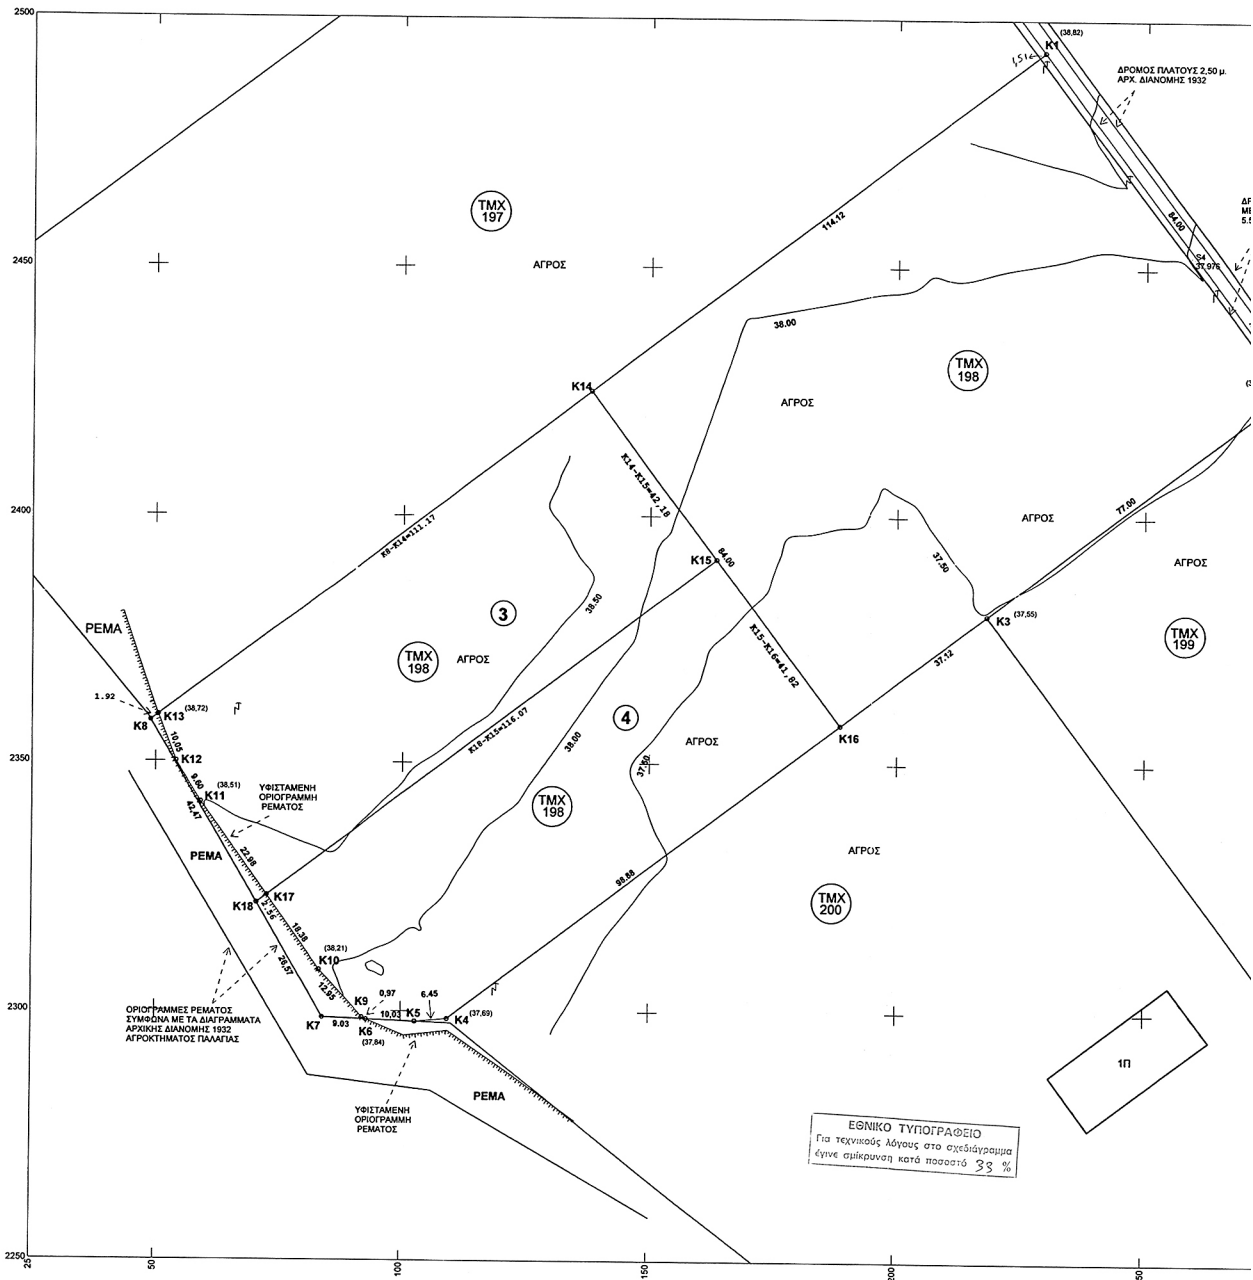 2500
K1
(38,82)
1,51
ΔΡΟΜΟΣ ΠΛΑΤΟΥΣ 2,50 μ.
ΑΡΧ. ΔΙΑΝΟΜΗΣ 1932
ΤΜΧ
197
114.12
84.00
S4
37.976
2450
ΑΓΡΟΣ
38.00
ΤΜΧ
198
K14
ΑΓΡΟΣ
K14-K15=42,18
2400
K8-K14=111.17
77.00
ΑΓΡΟΣ
37.50
K15
84.00
ΑΓΡΟΣ
38.50
3
K3
(37,55)
ΡΕΜΑ
ΤΜΧ
199
ΤΜΧ
198
ΑΓΡΟΣ
K15-K16=41,82
37.12
1.92
K13
(38,72)
K8
K18-K15=116.07
4
38.00
K16
ΑΓΡΟΣ
10.05
K12
2350
37.50
9.60
K11
(38,51)
42,47
ΥΦΙΣΤΑΜΕΝΗ
ΟΡΙΟΓΡΑΜΜΗ
ΡΕΜΑΤΟΣ
ΤΜΧ
198
ΡΕΜΑ
22.98
ΑΓΡΟΣ
98.88
K17
K18
2.56
ΤΜΧ
200
18.38
(38,21)
K10
26,57
12.95
K9
0,97
6.45
2300
ΟΡΙΟΓΡΑΜΜΕΣ ΡΕΜΑΤΟΣ
ΣΥΜΦΩΝΑ ΜΕ ΤΑ ΔΙΑΓΡΑΜΜΑΤΑ
ΑΡΧΙΚΗΣ ΔΙΑΝΟΜΗΣ 1932
ΑΓΡΟΚΤΗΜΑΤΟΣ ΠΑΛΑΓΙΑΣ
K7
9.03
K6
10,03
K5
K4
(37,69)
(37,84)
1Π
ΡΕΜΑ
ΥΦΙΣΤΑΜΕΝΗ
ΟΡΙΟΓΡΑΜΜΗ
ΡΕΜΑΤΟΣ
ΕΘΝΙΚΟ ΤΥΠΟΓΡΑΦΕΙΟ
Για τεχνικούς λόγους στο σχεδιάγραμμα
έγινε σμίκρυνση κατά ποσοστό 33 %
2250
25
50
100
150
200
50